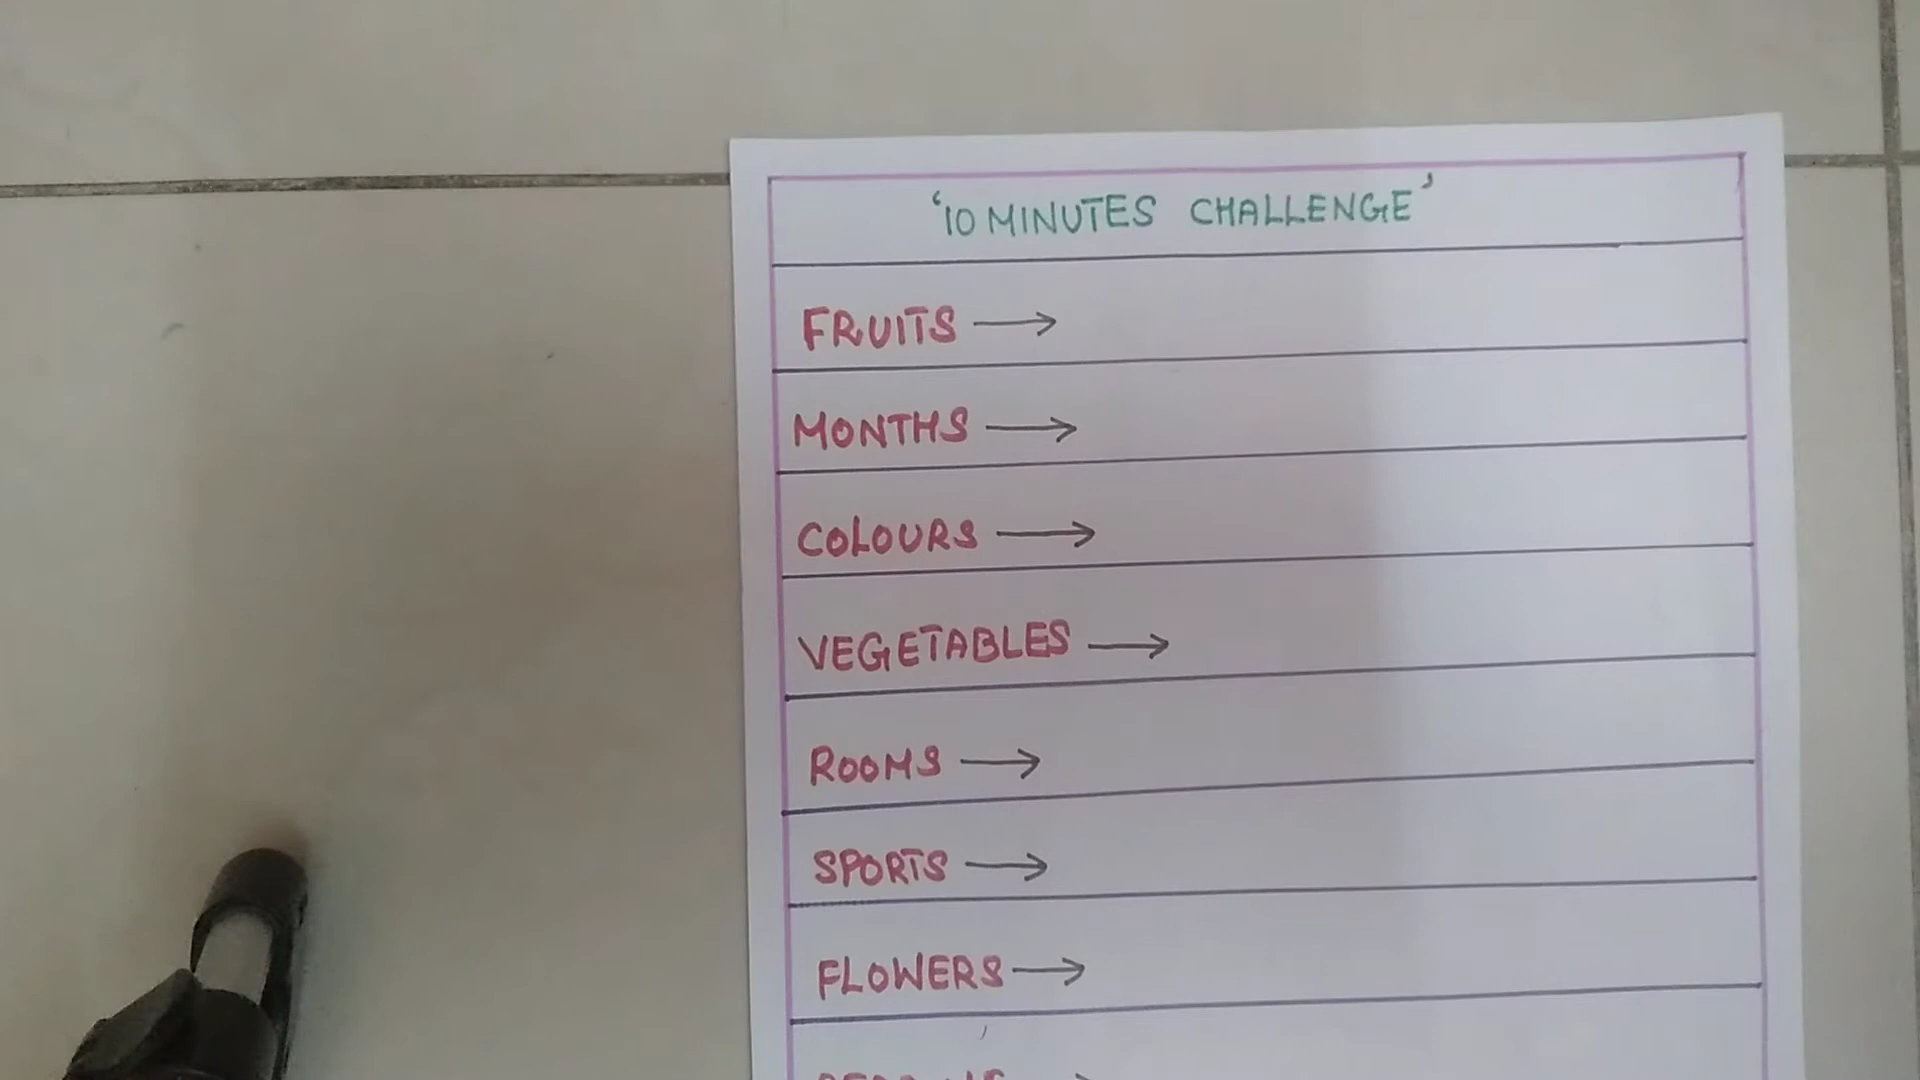 '10 MINUTES CHALLENGE'
FRUITS →
MONTHS →
COLOURS →
VEGETABLES →
ROOMS →
SPORTS →
FLOWERS →